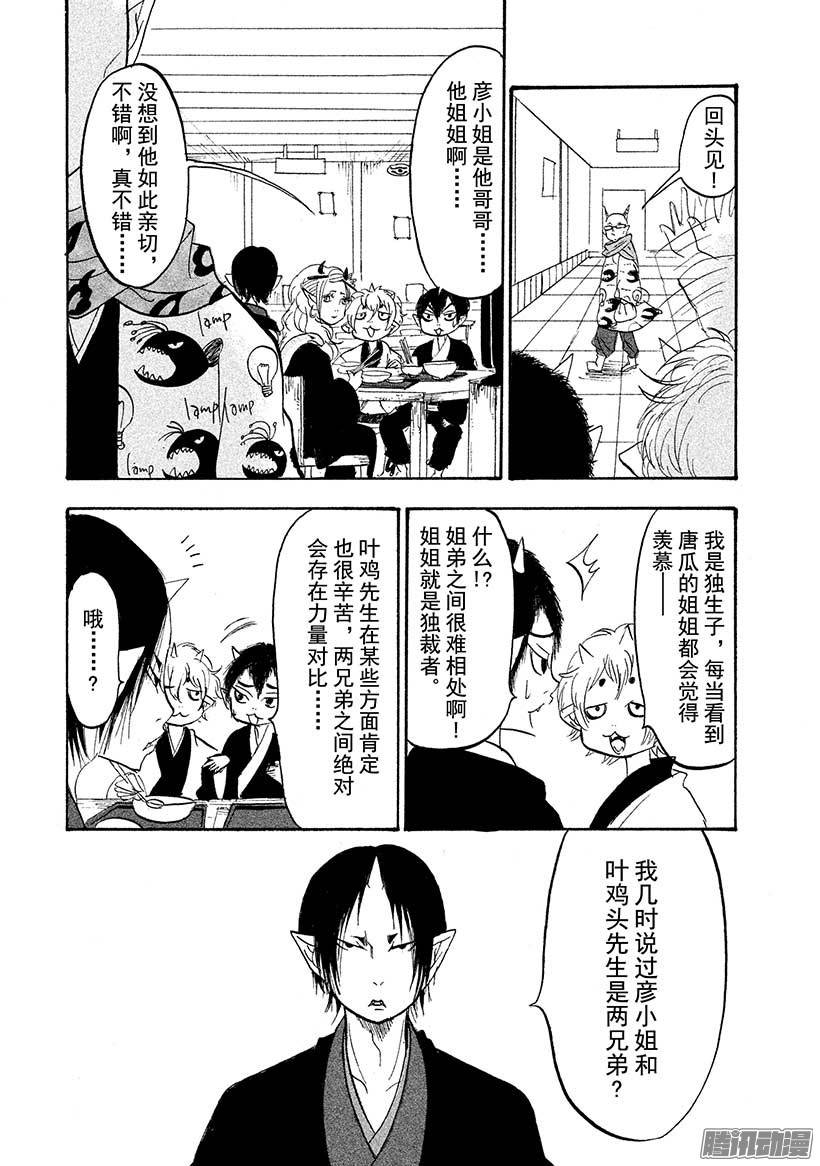 回头见！
彦小姐是他哥哥……
他姐姐啊……
没想到他如此亲切，
不错啊，真不错……
lamp
lamp
lamp
lamp
我是独生子，每当看到
唐瓜的姐姐都会觉得
羡慕——
什么！？
姐弟之间很难相处啊！
姐姐就是独裁者。
叶鸡先生在某些方面肯定
也很辛苦，两兄弟之间绝对
会存在力量对比……
哦……？
我几时说过彦小姐和
叶鸡头先生是两兄弟？
腾讯动漫